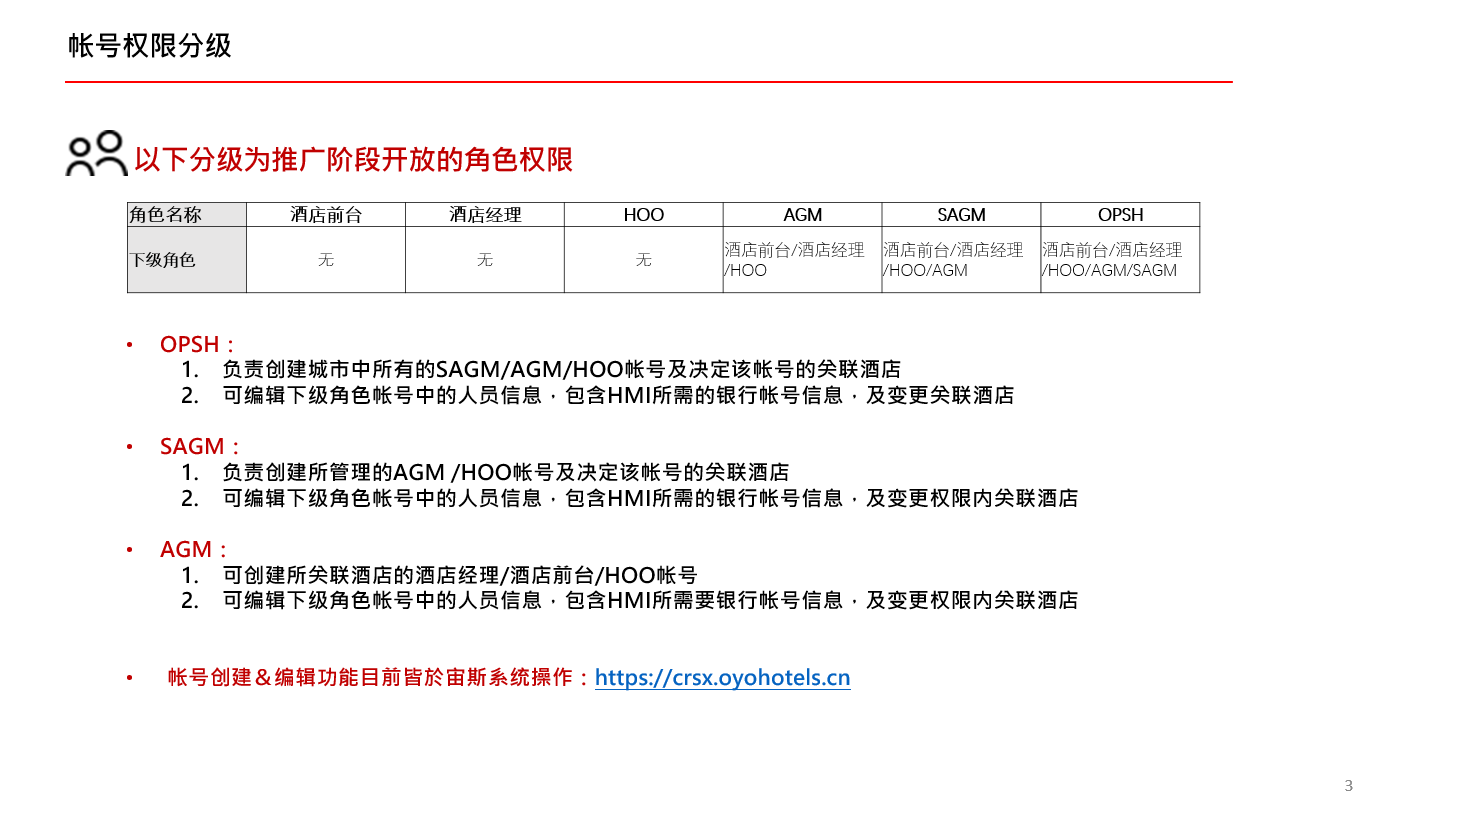 帐号权限分级
以下分级为推广阶段开放的角色权限
角色名称 酒店前台 酒店经理 HOO AGM SAGM OPSH
下级角色 无 无 无 酒店前台/酒店经理/HOO 酒店前台/酒店经理/HOO/AGM 酒店前台/酒店经理/HOO/AGM/SAGM
• OPSH：
1. 负责创建城市中所有的SAGM/AGM/HOO帐号及决定该帐号的关联酒店
2. 可编辑下级角色帐号中的人员信息，包含HMI所需的银行帐号信息，及变更关联酒店
• SAGM：
1. 负责创建所管理的AGM /HOO帐号及决定该帐号的关联酒店
2. 可编辑下级角色帐号中的人员信息，包含HMI所需的银行帐号信息，及变更权限内关联酒店
• AGM：
1. 可创建所关联酒店的酒店经理/酒店前台/HOO帐号
2. 可编辑下级角色帐号中的人员信息，包含HMI所需要银行帐号信息，及变更权限内关联酒店
• 帐号创建＆编辑功能目前皆於宙斯系统操作：https://crsx.oyohotels.cn
3